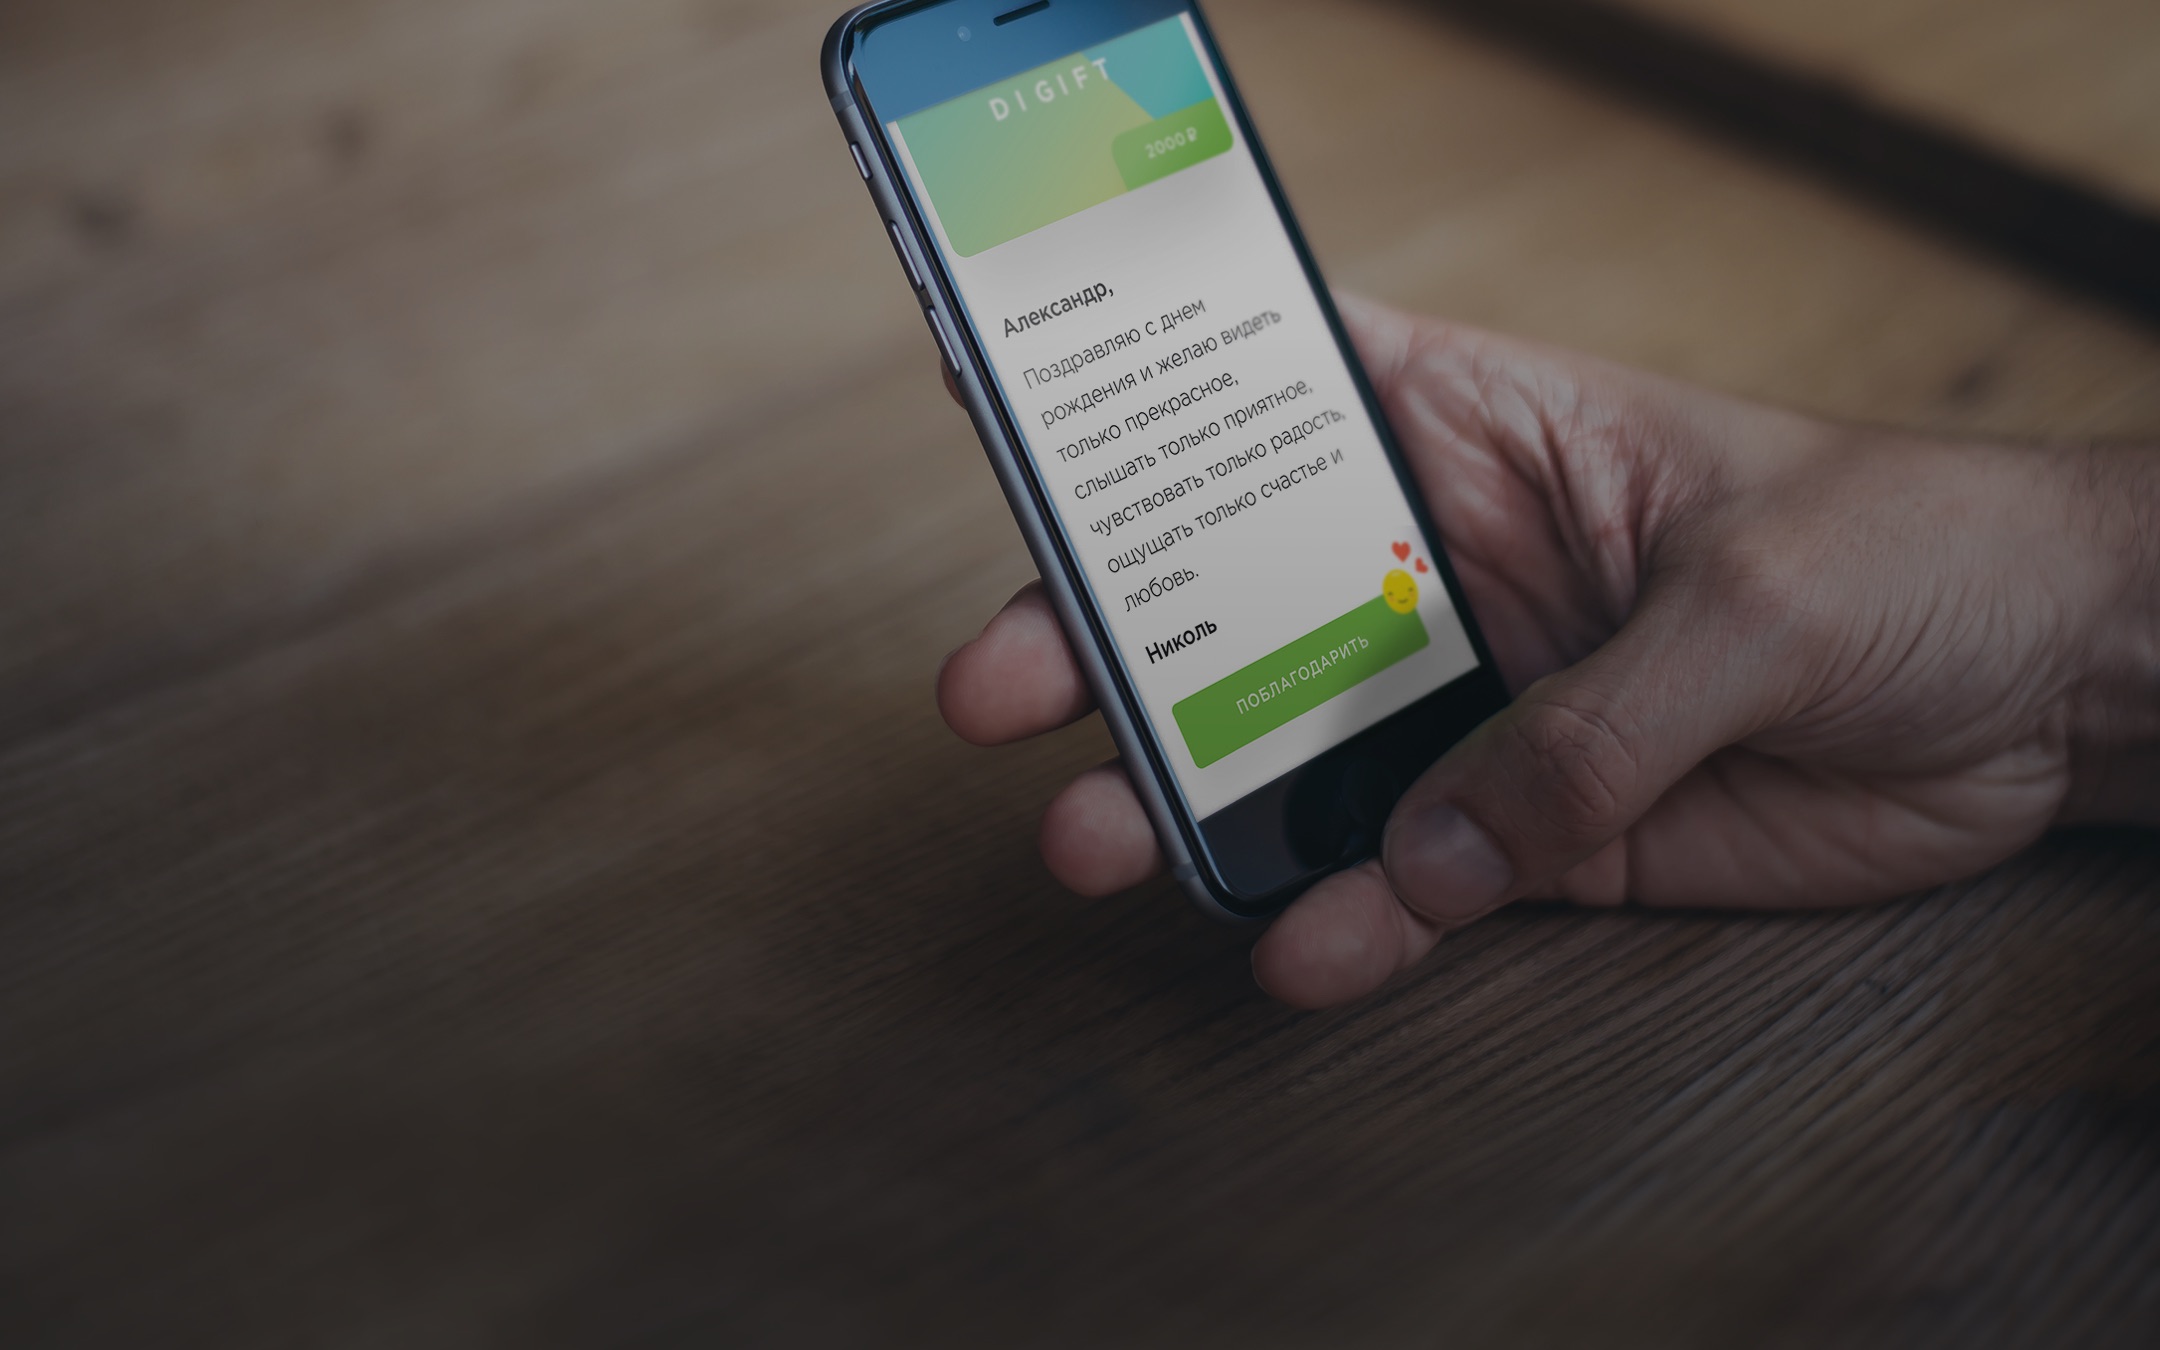 DIGIFT
2000 ₽
Александр,
Поздравляю с днем
рождения и желаю видеть
только прекрасное,
слышать только приятное,
чувствовать только радость,
ощущать только счастье и
любовь.
Николь
ПОБЛАГОДАРИТЬ